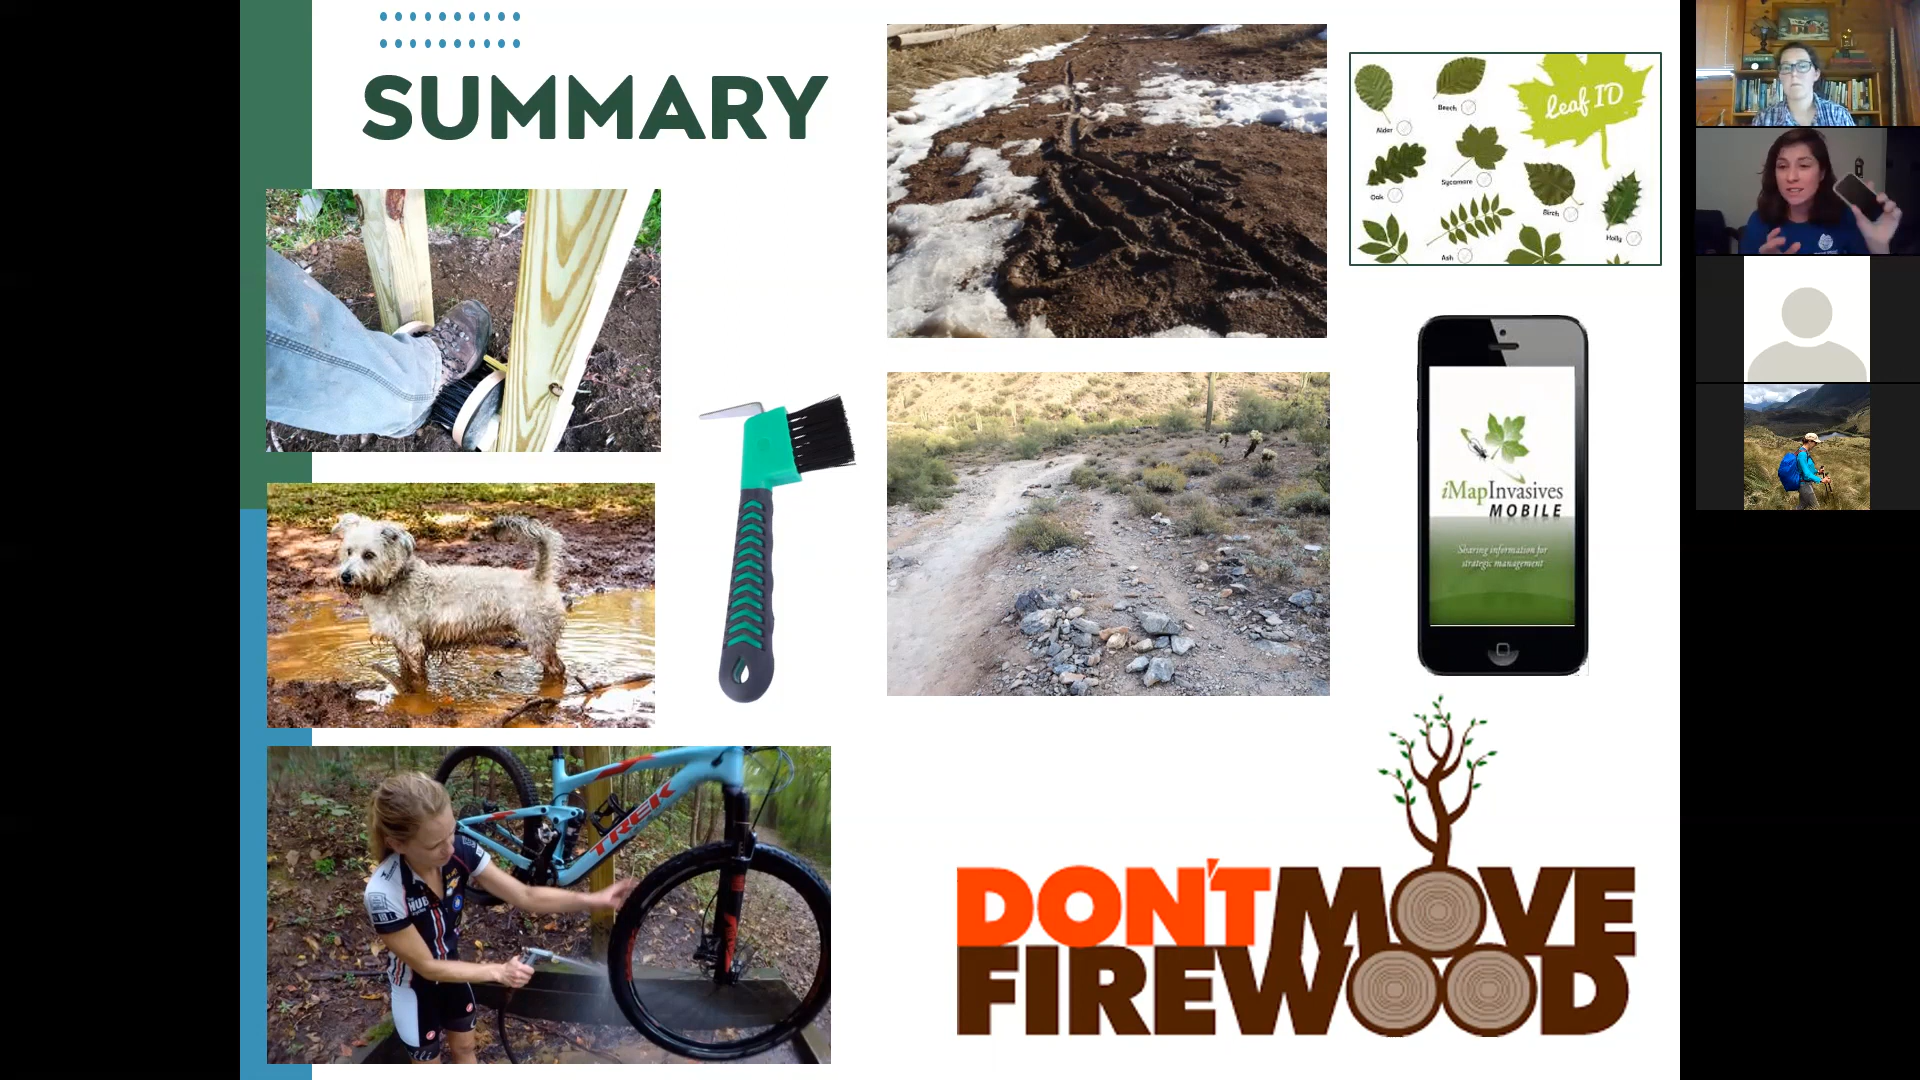 SUMMARY
leaf ID
Beech
Alder
Sycamore
Oak
Birch
Holly
Ash
iMapInvasives
MOBILE
Sharing information for
strategic management
TREK
HUB
DON'T MOVE
FIREWOOD